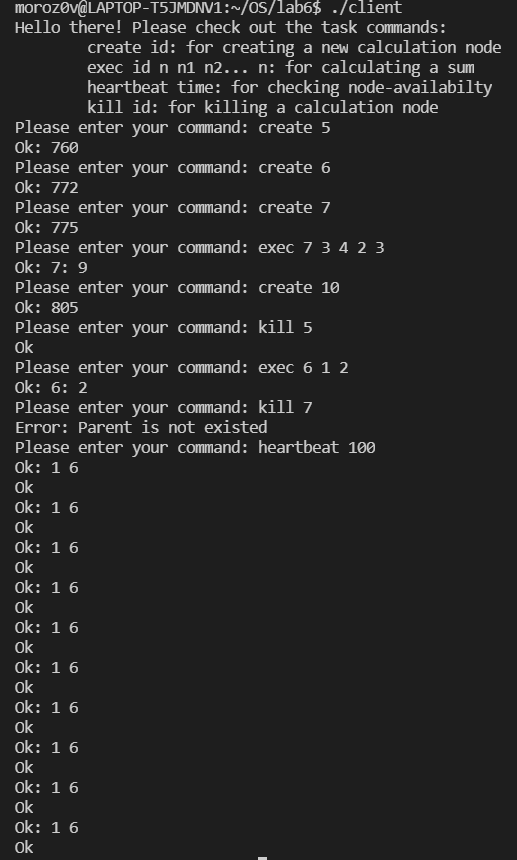 moroz0v@LAPTOP-T5JMDNV1:~/OS/lab6$ ./client
Hello there! Please check out the task commands:
        create id: for creating a new calculation node
        exec id n n1 n2... n: for calculating a sum
        heartbeat time: for checking node-availabilty
        kill id: for killing a calculation node
Please enter your command: create 5
Ok: 760
Please enter your command: create 6
Ok: 772
Please enter your command: create 7
Ok: 775
Please enter your command: exec 7 3 4 2 3
Ok: 7: 9
Please enter your command: create 10
Ok: 805
Please enter your command: kill 5
Ok
Please enter your command: exec 6 1 2
Ok: 6: 2
Please enter your command: kill 7
Error: Parent is not existed
Please enter your command: heartbeat 100
Ok: 1 6
Ok
Ok: 1 6
Ok
Ok: 1 6
Ok
Ok: 1 6
Ok
Ok: 1 6
Ok
Ok: 1 6
Ok
Ok: 1 6
Ok
Ok: 1 6
Ok
Ok: 1 6
Ok
Ok: 1 6
Ok